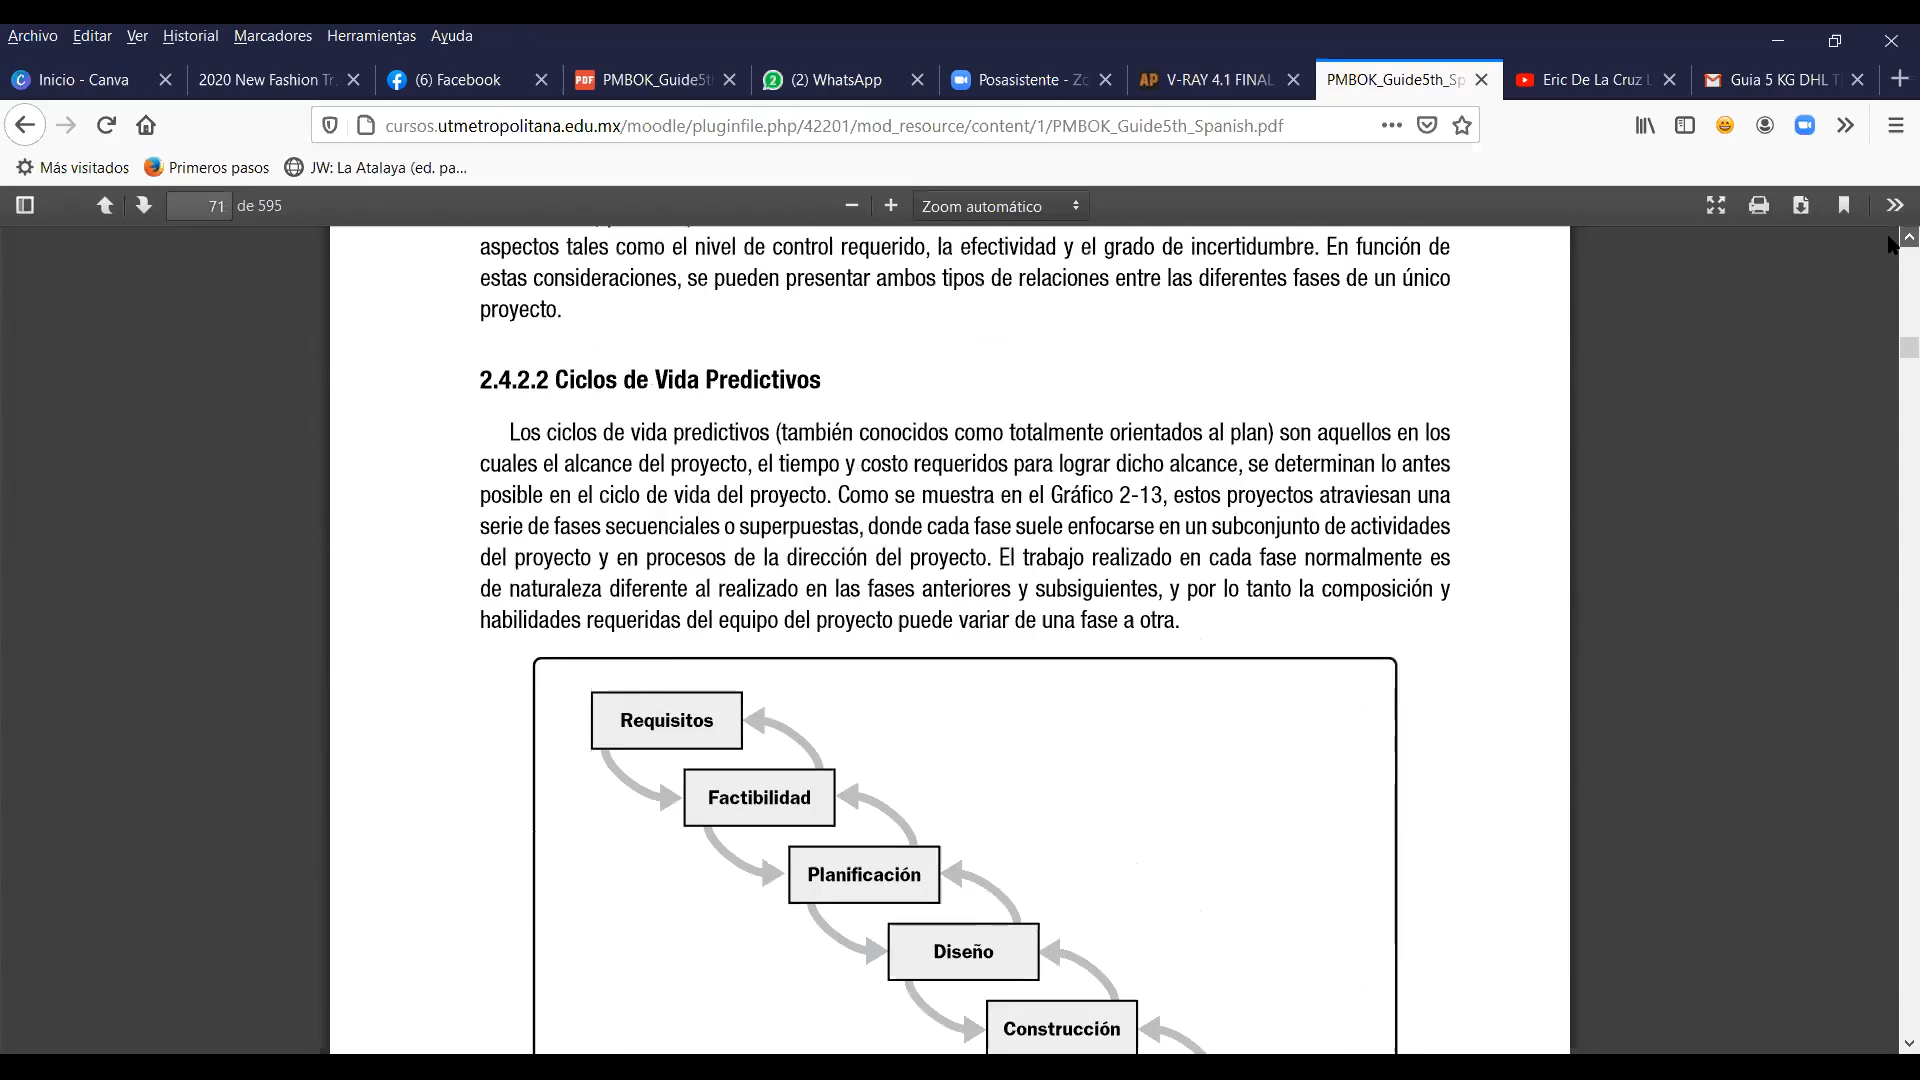 Archivo Editar Ver Historial Marcadores Herramientas Ayuda
Inicio - Canva 2020 New Fashion Tr (6) Facebook PDF PMBOK_Guide5t 2 (2) WhatsApp Posasistente - Zo AP V-RAY 4.1 FINAL PMBOK_Guide5th_Sp Eric De La Cruz Guia 5 KG DHL T
cursos.utmetropolitana.edu.mx/moodle/pluginfile.php/42201/mod_resource/content/1/PMBOK_Guide5th_Spanish.pdf
Más visitados Primeros pasos JW: La Atalaya (ed. pa...
71 de 595 Zoom automático
aspectos tales como el nivel de control requerido, la efectividad y el grado de incertidumbre. En función de
estas consideraciones, se pueden presentar ambos tipos de relaciones entre las diferentes fases de un único
proyecto.
2.4.2.2 Ciclos de Vida Predictivos
Los ciclos de vida predictivos (también conocidos como totalmente orientados al plan) son aquellos en los
cuales el alcance del proyecto, el tiempo y costo requeridos para lograr dicho alcance, se determinan lo antes
posible en el ciclo de vida del proyecto. Como se muestra en el Gráfico 2-13, estos proyectos atraviesan una
serie de fases secuenciales o superpuestas, donde cada fase suele enfocarse en un subconjunto de actividades
del proyecto y en procesos de la dirección del proyecto. El trabajo realizado en cada fase normalmente es
de naturaleza diferente al realizado en las fases anteriores y subsiguientes, y por lo tanto la composición y
habilidades requeridas del equipo del proyecto puede variar de una fase a otra.
Requisitos
Factibilidad
Planificación
Diseño
Construcción